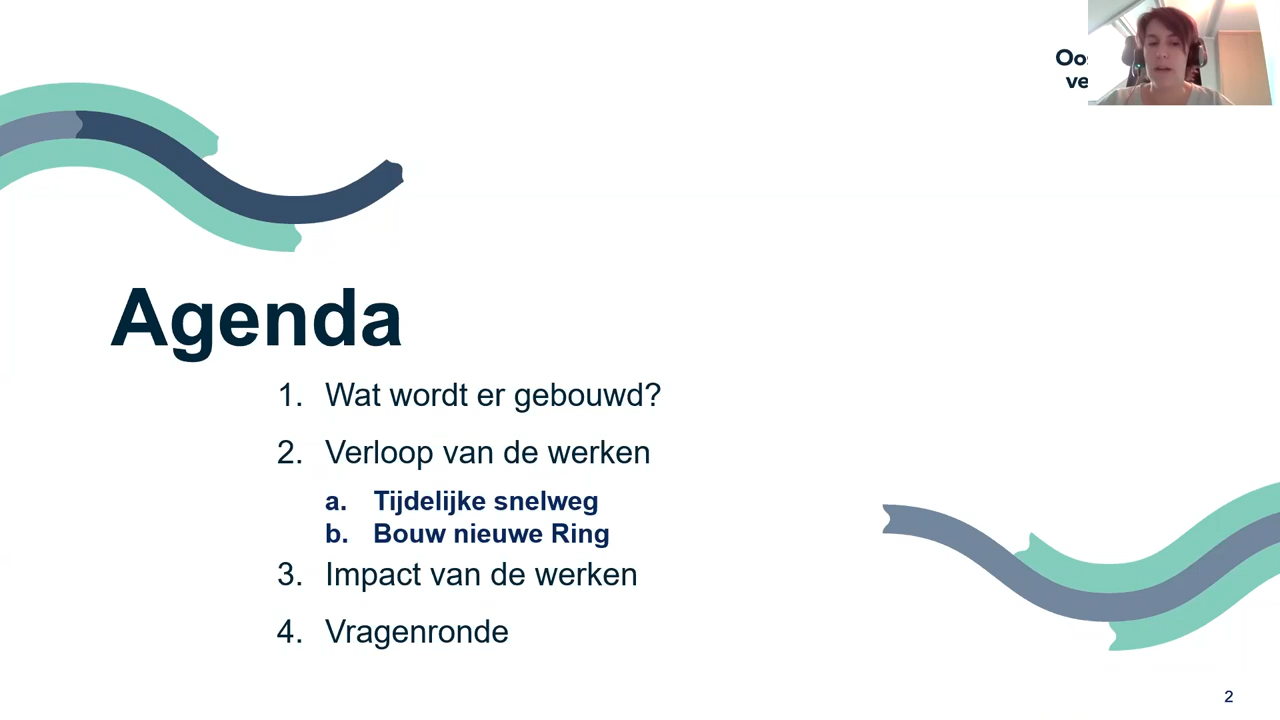 Agenda
1. Wat wordt er gebouwd?
2. Verloop van de werken
a. Tijdelijke snelweg
b. Bouw nieuwe Ring
3. Impact van de werken
4. Vragenronde
2